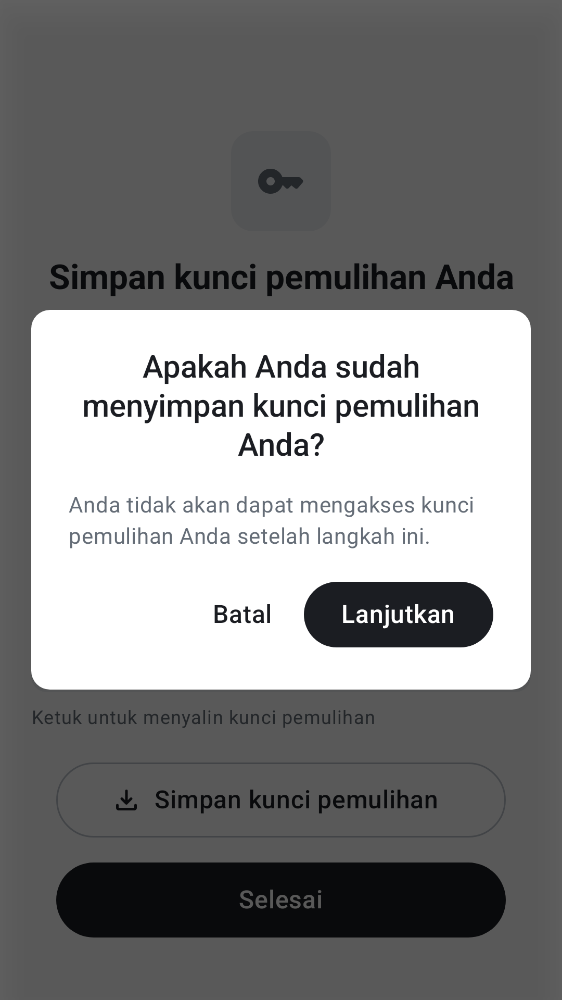 Simpan kunci pemulihan Anda
Apakah Anda sudah
menyimpan kunci pemulihan
Anda?
Anda tidak akan dapat mengakses kunci
pemulihan Anda setelah langkah ini.
Batal
Lanjutkan
Ketuk untuk menyalin kunci pemulihan
Simpan kunci pemulihan
Selesai